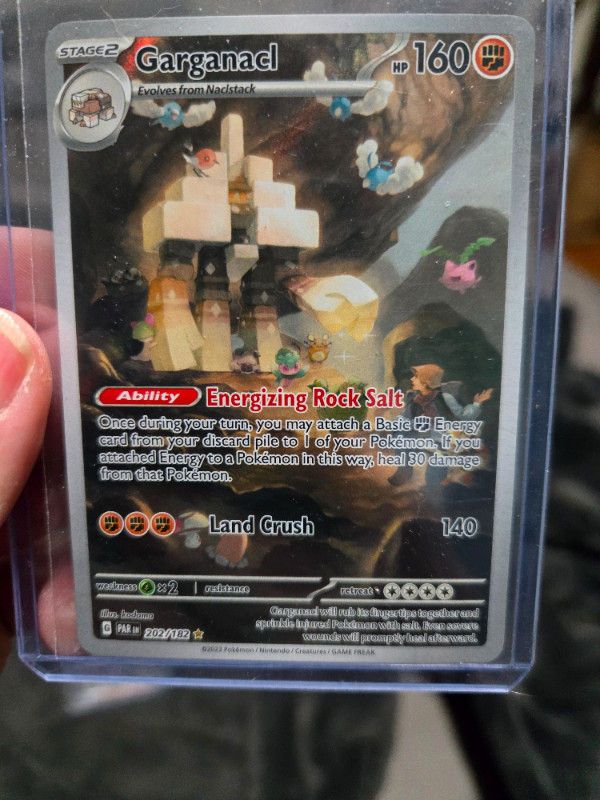 STAGE2 Garganacl HP 160
Evolves from Naclstack
Ability Energizing Rock Salt
Once during your turn, you may attach a Basic Energy
card from your discard pile to 1 of your Pokémon. If you
attached Energy to a Pokémon in this way, heal 30 damage
from that Pokémon.
Land Crush 140
weakness ×2 resistance retreat
Illus. kodama
Garganacl will rub its fingertips together and
sprinkle injured Pokémon with salt. Even severe
wounds will promptly heal afterward.
G PAR EN 202/182
©2023 Pokémon / Nintendo / Creatures / GAME FREAK